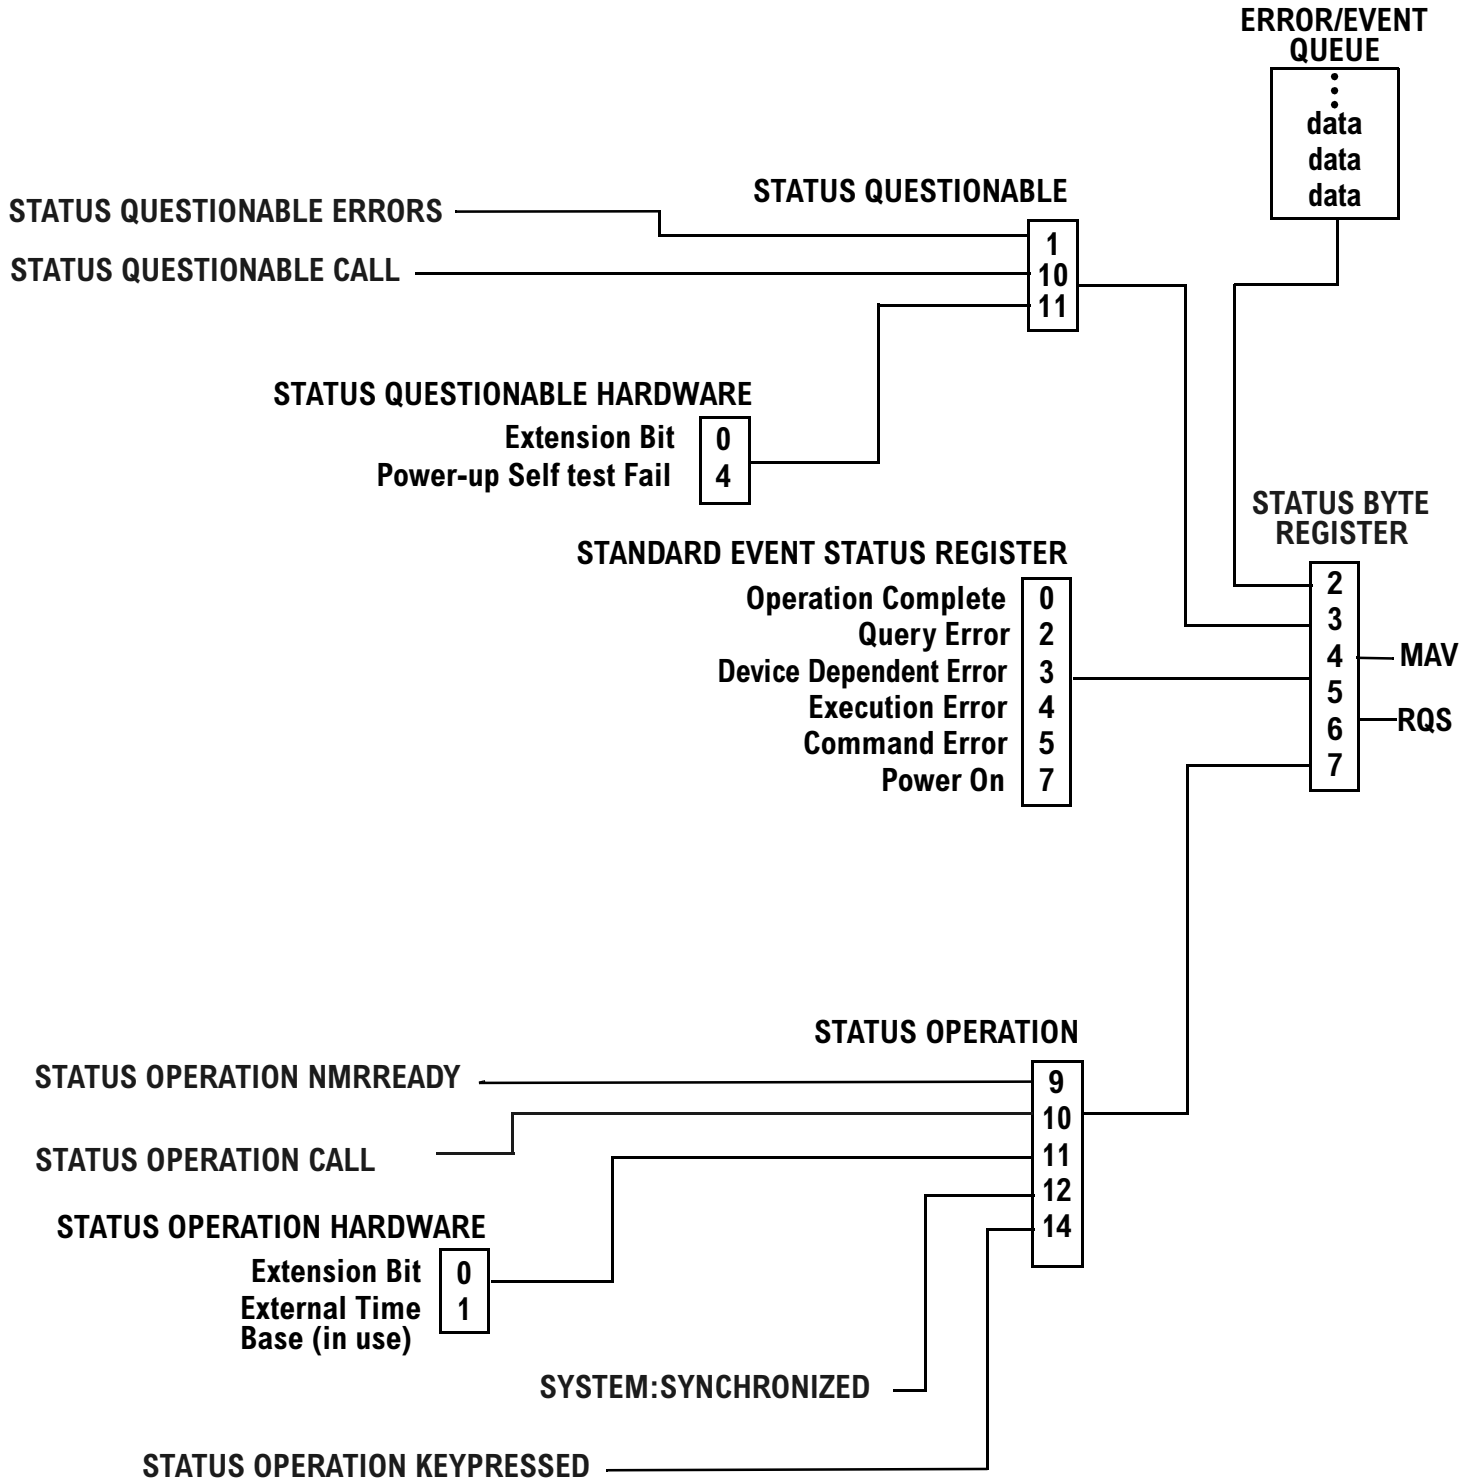 ERROR/EVENT
QUEUE
data
data
data
STATUS QUESTIONABLE
STATUS QUESTIONABLE ERRORS
1
STATUS QUESTIONABLE CALL
10
11
STATUS QUESTIONABLE HARDWARE
Extension Bit 0
Power-up Self test Fail 4
STATUS BYTE
REGISTER
2
3
4 MAV
5
6 RQS
7
STANDARD EVENT STATUS REGISTER
Operation Complete 0
Query Error 2
Device Dependent Error 3
Execution Error 4
Command Error 5
Power On 7
STATUS OPERATION
STATUS OPERATION NMRREADY 9
10
STATUS OPERATION CALL 11
12
14
STATUS OPERATION HARDWARE
Extension Bit 0
External Time 1
Base (in use)
SYSTEM:SYNCHRONIZED
STATUS OPERATION KEYPRESSED